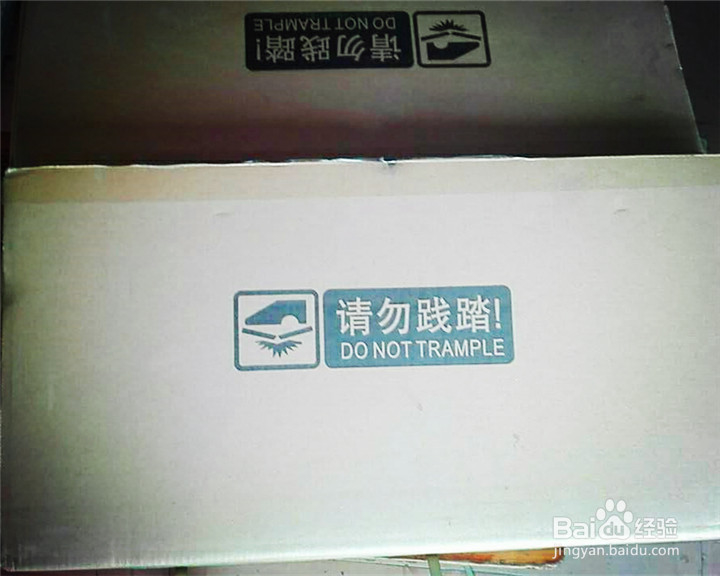 请勿践踏!
DO NOT TRAMPLE
请勿践踏!
DO NOT TRAMPLE
Baidu经验
jingyan.baidu.com